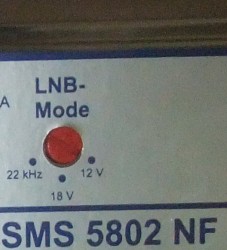 LNB-
Mode
A
22 kHz
12 V
18 V
SMS 5802 NF